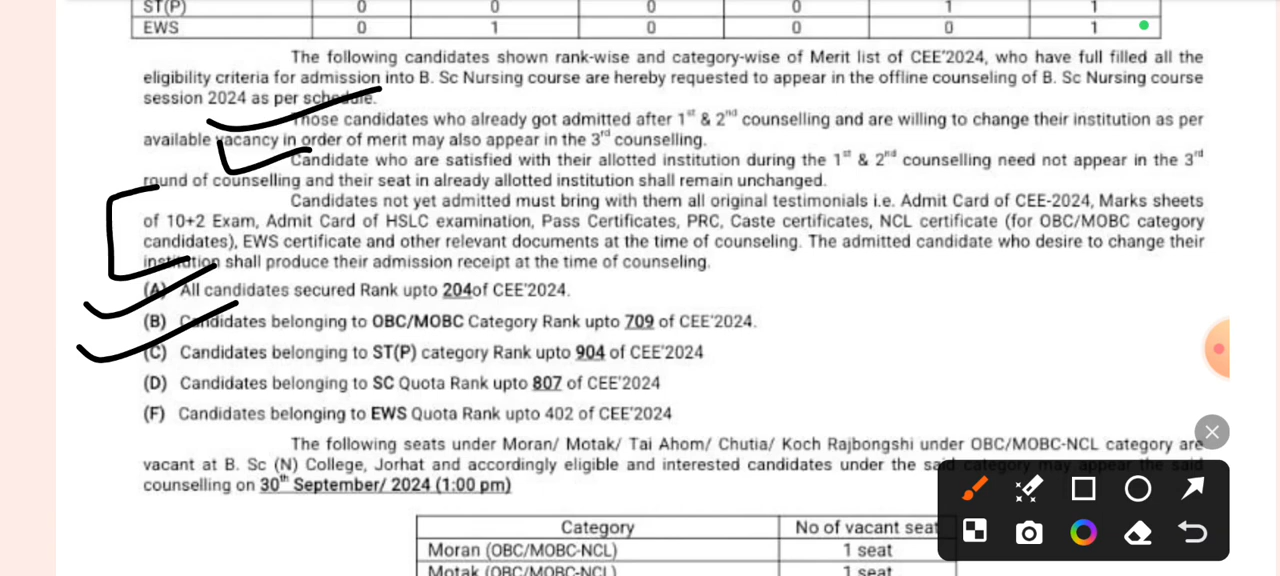 ST(P) 0 0 0 0 1 1
EWS 0 1 0 0 0 1
The following candidates shown rank-wise and category-wise of Merit list of CEE'2024, who have full filled all the
eligibility criteria for admission into B. Sc Nursing course are hereby requested to appear in the offline counseling of B. Sc Nursing course
session 2024 as per schedule.
Those candidates who already got admitted after 1st & 2nd counselling and are willing to change their institution as per
available vacancy in order of merit may also appear in the 3rd counselling.
Candidate who are satisfied with their allotted institution during the 1st & 2nd counselling need not appear in the 3rd
round of counselling and their seat in already allotted institution shall remain unchanged.
Candidates not yet admitted must bring with them all original testimonials i.e. Admit Card of CEE-2024, Marks sheets
of 10+2 Exam, Admit Card of HSLC examination, Pass Certificates, PRC, Caste certificates, NCL certificate (for OBC/MOBC category
candidates), EWS certificate and other relevant documents at the time of counseling. The admitted candidate who desire to change their
institution shall produce their admission receipt at the time of counseling.
(A) All candidates secured Rank upto 204of CEE'2024.
(B) Candidates belonging to OBC/MOBC Category Rank upto 709 of CEE'2024.
(C) Candidates belonging to ST(P) category Rank upto 904 of CEE'2024
(D) Candidates belonging to SC Quota Rank upto 807 of CEE'2024
(F) Candidates belonging to EWS Quota Rank upto 402 of CEE'2024
The following seats under Moran/ Motak/ Tai Ahom/ Chutia/ Koch Rajbongshi under OBC/MOBC-NCL category are
vacant at B. Sc (N) College, Jorhat and accordingly eligible and interested candidates under the said category may appear the said
counselling on 30th September/ 2024 (1:00 pm)
Category No of vacant seat
Moran (OBC/MOBC-NCL) 1 seat
Motak (OBC/MOBC-NCL) 1 seat